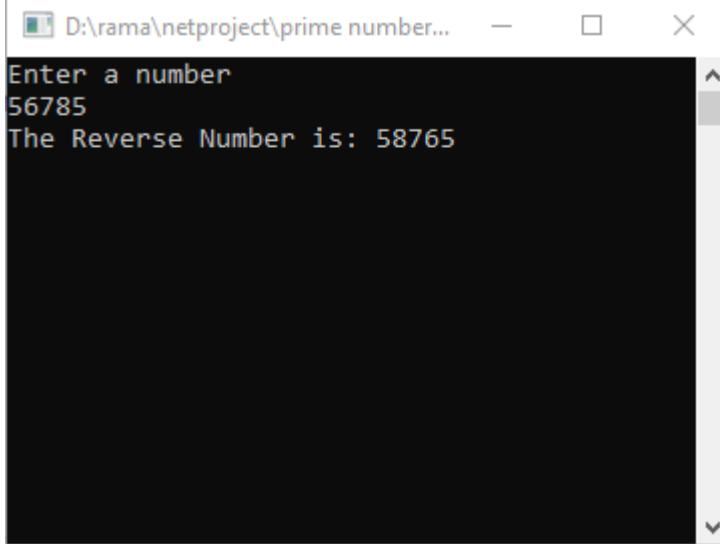 D:\rama\netproject\prime number...
Enter a number
56785
The Reverse Number is: 58765